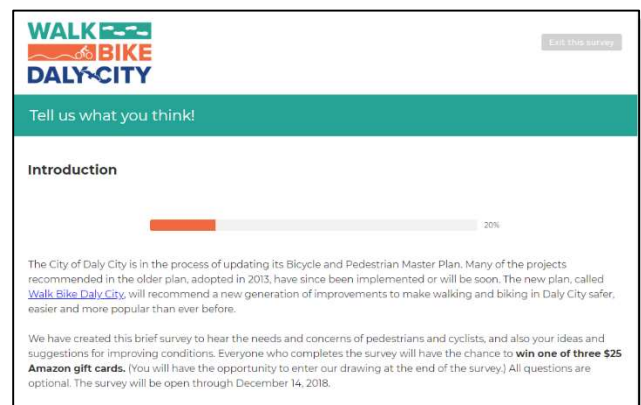 WALK
BIKE
DALY CITY
Exit this survey
Tell us what you think!
Introduction
20%
The City of Daly City is in the process of updating its Bicycle and Pedestrian Master Plan. Many of the projects
recommended in the older plan, adopted in 2013, have since been implemented or will be soon. The new plan, called
Walk Bike Daly City, will recommend a new generation of improvements to make walking and biking in Daly City safer,
easier and more popular than ever before.
We have created this brief survey to hear the needs and concerns of pedestrians and cyclists, and also your ideas and
suggestions for improving conditions. Everyone who completes the survey will have the chance to win one of three $25
Amazon gift cards. (You will have the opportunity to enter our drawing at the end of the survey.) All questions are
optional. The survey will be open through December 14, 2018.